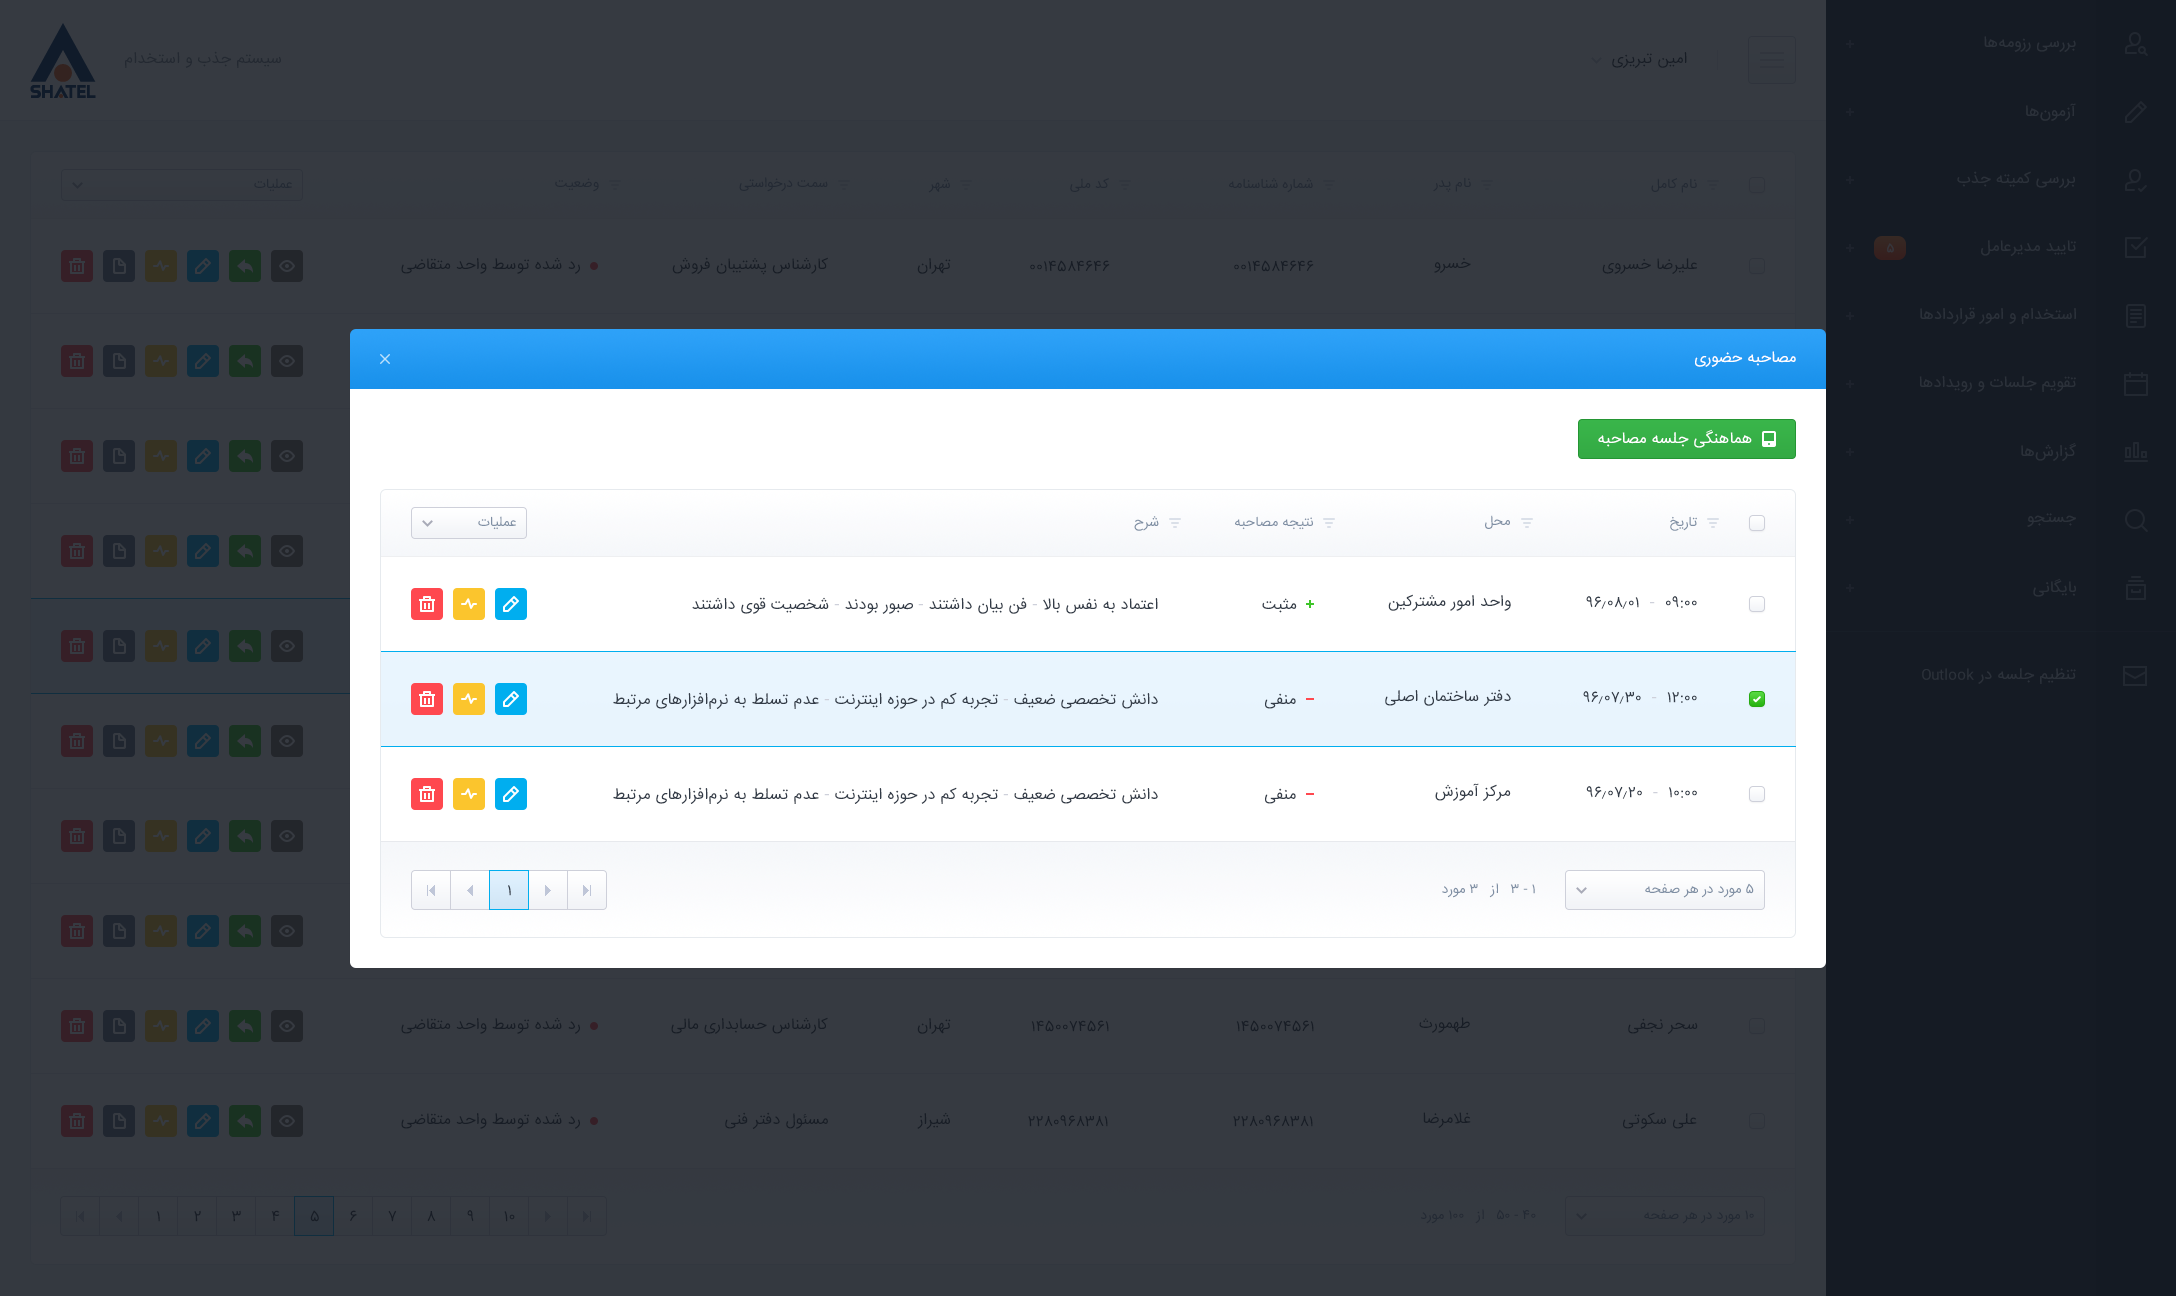 SHATEL
سیستم جذب و استخدام
امین تبریزی
بررسی رزومه‌ها
آزمون‌ها
بررسی کمیته جذب
تایید مدیرعامل
۵
استخدام و امور قراردادها
تقویم جلسات و رویدادها
گزارش‌ها
جستجو
بایگانی
تنظیم جلسه در Outlook
نام کامل نام پدر شماره شناسنامه کد ملی شهر سمت درخواستی وضعیت عملیات
علیرضا خسروی خسرو ۰۰۱۴۵۸۴۶۴۶ ۰۰۱۴۵۸۴۶۴۶ تهران کارشناس پشتیبان فروش رد شده توسط واحد متقاضی
مصاحبه حضوری
هماهنگی جلسه مصاحبه
تاریخ محل نتیجه مصاحبه شرح عملیات
۰۹:۰۰ - ۹۶/۰۸/۰۱ واحد امور مشترکین + مثبت اعتماد به نفس بالا - فن بیان داشتند - صبور بودند - شخصیت قوی داشتند
۱۲:۰۰ - ۹۶/۰۷/۳۰ دفتر ساختمان اصلی - منفی دانش تخصصی ضعیف - تجربه کم در حوزه اینترنت - عدم تسلط به نرم‌افزارهای مرتبط
۱۰:۰۰ - ۹۶/۰۷/۲۰ مرکز آموزش - منفی دانش تخصصی ضعیف - تجربه کم در حوزه اینترنت - عدم تسلط به نرم‌افزارهای مرتبط
۵ مورد در هر صفحه ۱ - ۳ از ۳ مورد ۱
سحر نجفی طهمورث ۱۴۵۰۰۷۴۵۶۱ ۱۴۵۰۰۷۴۵۶۱ تهران کارشناس حسابداری مالی رد شده توسط واحد متقاضی
علی سکوتی غلامرضا ۲۲۸۰۹۶۸۳۸۱ ۲۲۸۰۹۶۸۳۸۱ شیراز مسئول دفتر فنی رد شده توسط واحد متقاضی
۱۰ مورد در هر صفحه ۴۰ - ۵۰ از ۱۰۰ مورد
۱ ۲ ۳ ۴ ۵ ۶ ۷ ۸ ۹ ۱۰